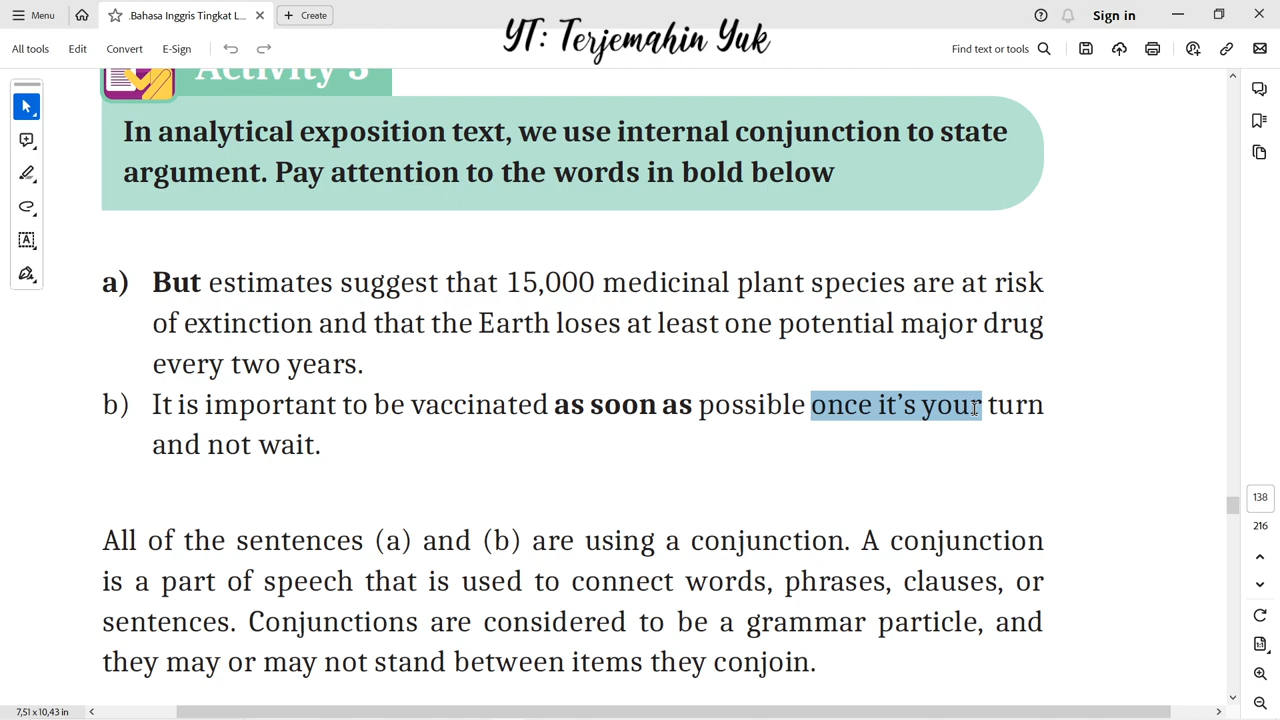 Menu
.Bahasa Inggris Tingkat L...
Create
Sign in
All tools
Edit
Convert
E-Sign
YT: Terjemahin Yuk
Find text or tools
Activity 3
In analytical exposition text, we use internal conjunction to state
argument. Pay attention to the words in bold below
a) But estimates suggest that 15,000 medicinal plant species are at risk
of extinction and that the Earth loses at least one potential major drug
every two years.
b) It is important to be vaccinated as soon as possible once it's your turn
and not wait.
All of the sentences (a) and (b) are using a conjunction. A conjunction
is a part of speech that is used to connect words, phrases, clauses, or
sentences. Conjunctions are considered to be a grammar particle, and
they may or may not stand between items they conjoin.
138
216
7,51 x 10,43 in